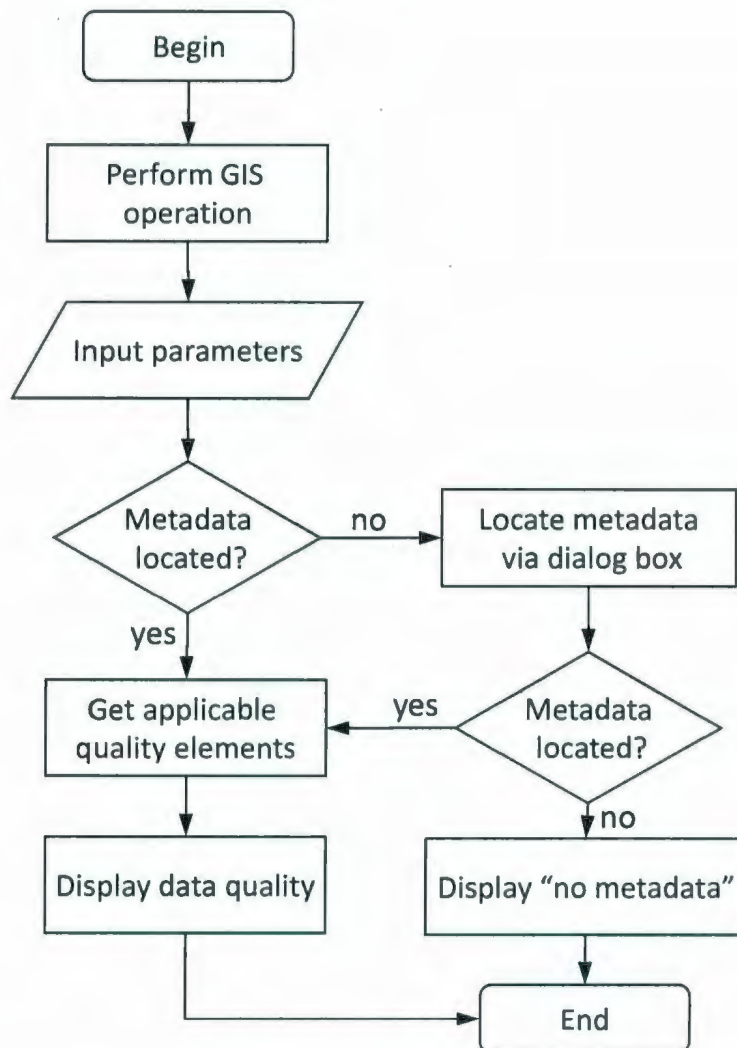 Begin
Perform GIS
operation
Input parameters
Metadata
located?
no
Locate metadata
via dialog box
yes
Get applicable
quality elements
yes
Metadata
located?
no
Display data quality
Display “no metadata”
End